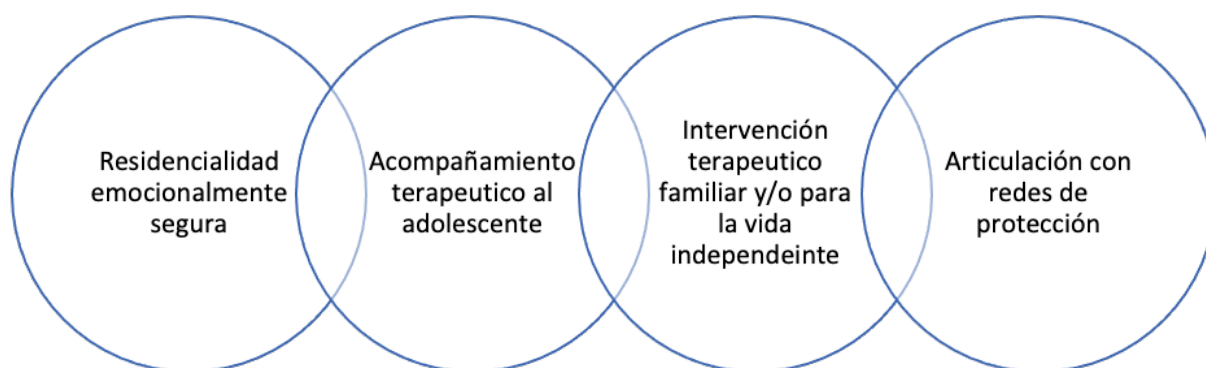 Residencialidad
emocionalmente
segura
Acompañamiento
terapeutico al
adolescente
Intervención
terapeutico
familiar y/o para
la vida
independeinte
Articulación con
redes de
protección